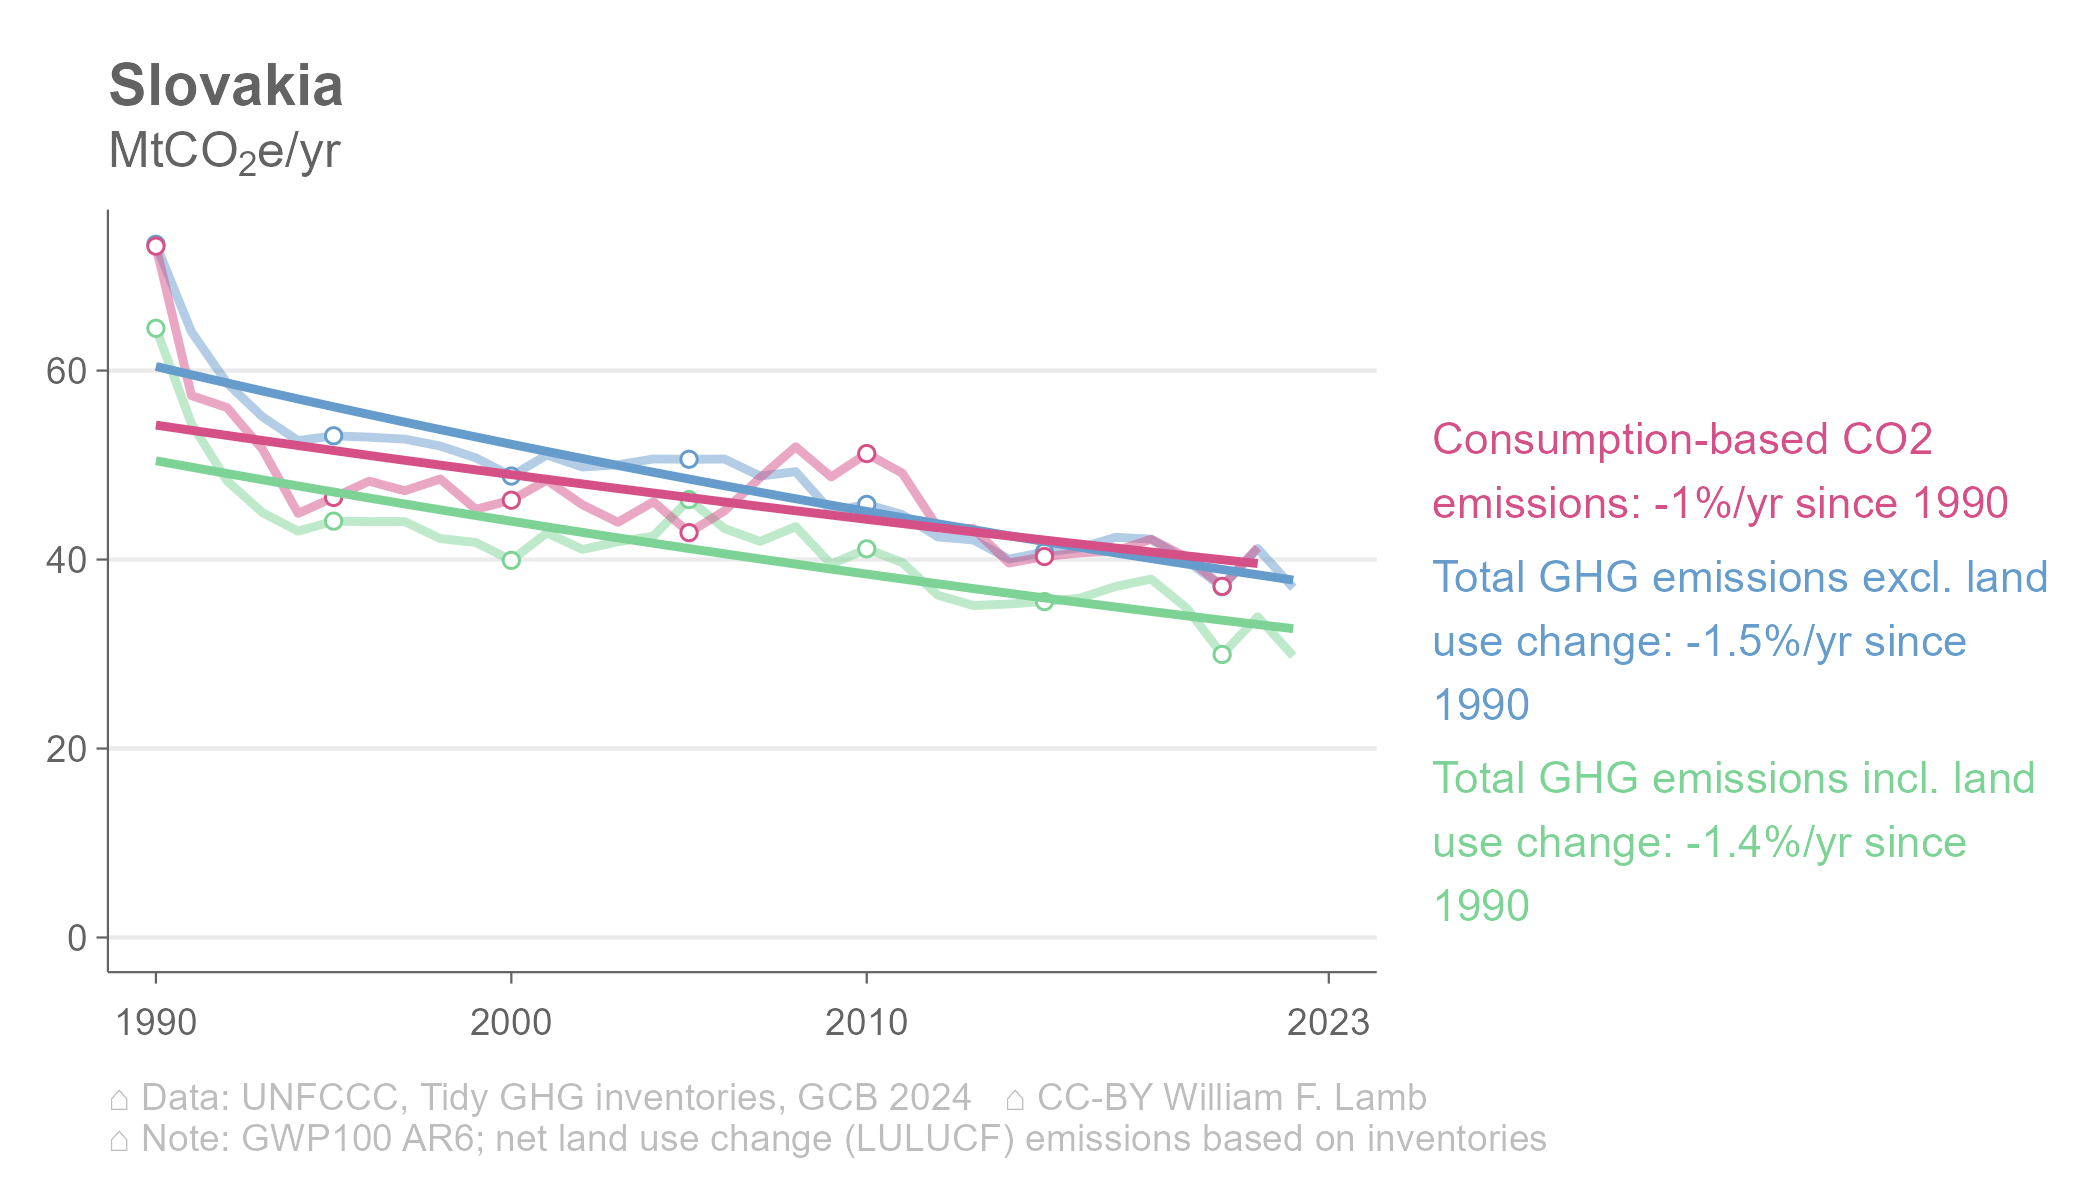 Slovakia
MtCO₂e/yr
60
40
20
0
1990 2000 2010 2023
Consumption-based CO2
emissions: -1%/yr since 1990
Total GHG emissions excl. land
use change: -1.5%/yr since
1990
Total GHG emissions incl. land
use change: -1.4%/yr since
1990
⌂ Data: UNFCCC, Tidy GHG inventories, GCB 2024 ⌂ CC-BY William F. Lamb
⌂ Note: GWP100 AR6; net land use change (LULUCF) emissions based on inventories